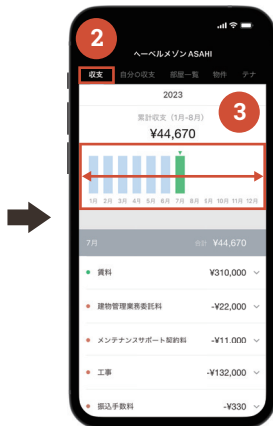 2
ヘーベルメゾン ASAHI
収支 自分の収支 部屋一覧 物件 テナ
2023
3
累計収支（1月-8月）
¥44,670
1月 2月 3月 4月 5月 6月 7月 8月 9月 10月 11月 12月
7月 合計 ¥44,670
賃料 ¥310,000
建物管理業務委託料 -¥22,000
メンテナンスサポート契約料 -¥11,000
工事 -¥132,000
振込手数料 -¥330